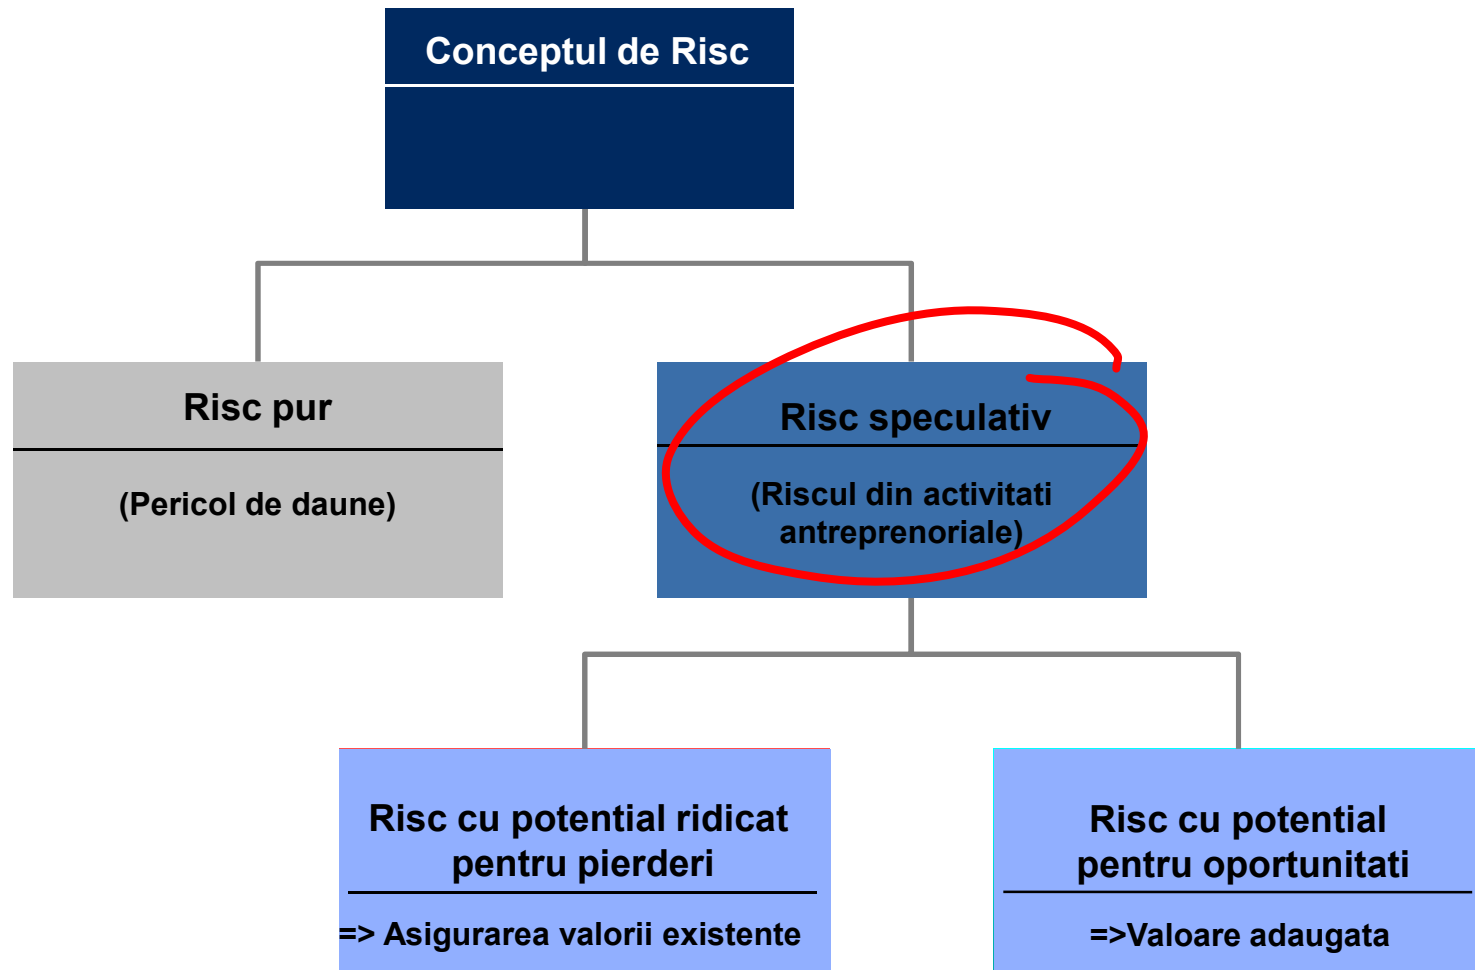 Conceptul de Risc
Risc pur
(Pericol de daune)
Risc speculativ
(Riscul din activitati
antreprenoriale)
Risc cu potential ridicat
pentru pierderi
=> Asigurarea valorii existente
Risc cu potential
pentru oportunitati
=>Valoare adaugata